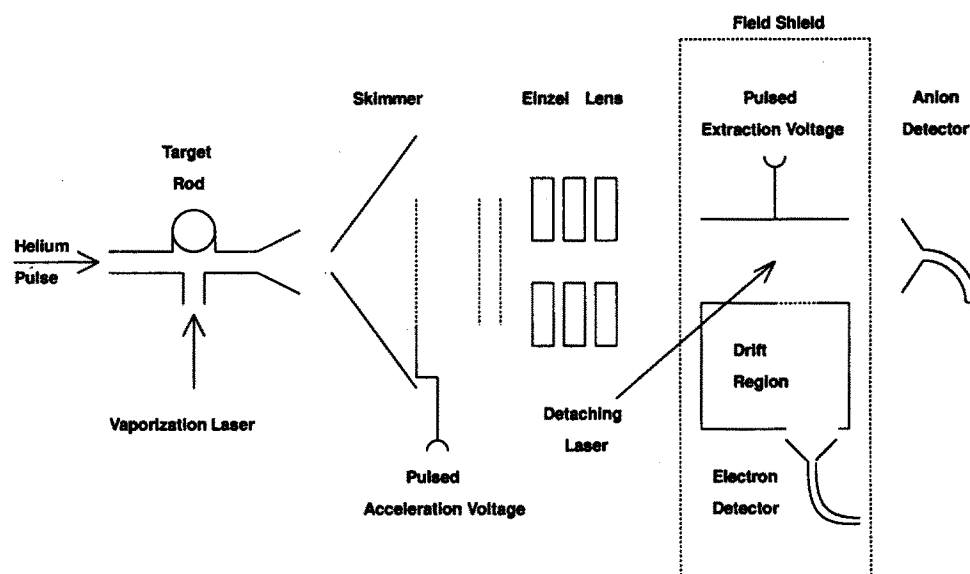 Field Shield
Skimmer
Einzel Lens
Pulsed
Extraction Voltage
Anion
Detector
Target
Rod
Helium
Pulse
Drift
Region
Vaporization Laser
Detaching
Laser
Pulsed
Acceleration Voltage
Electron
Detector